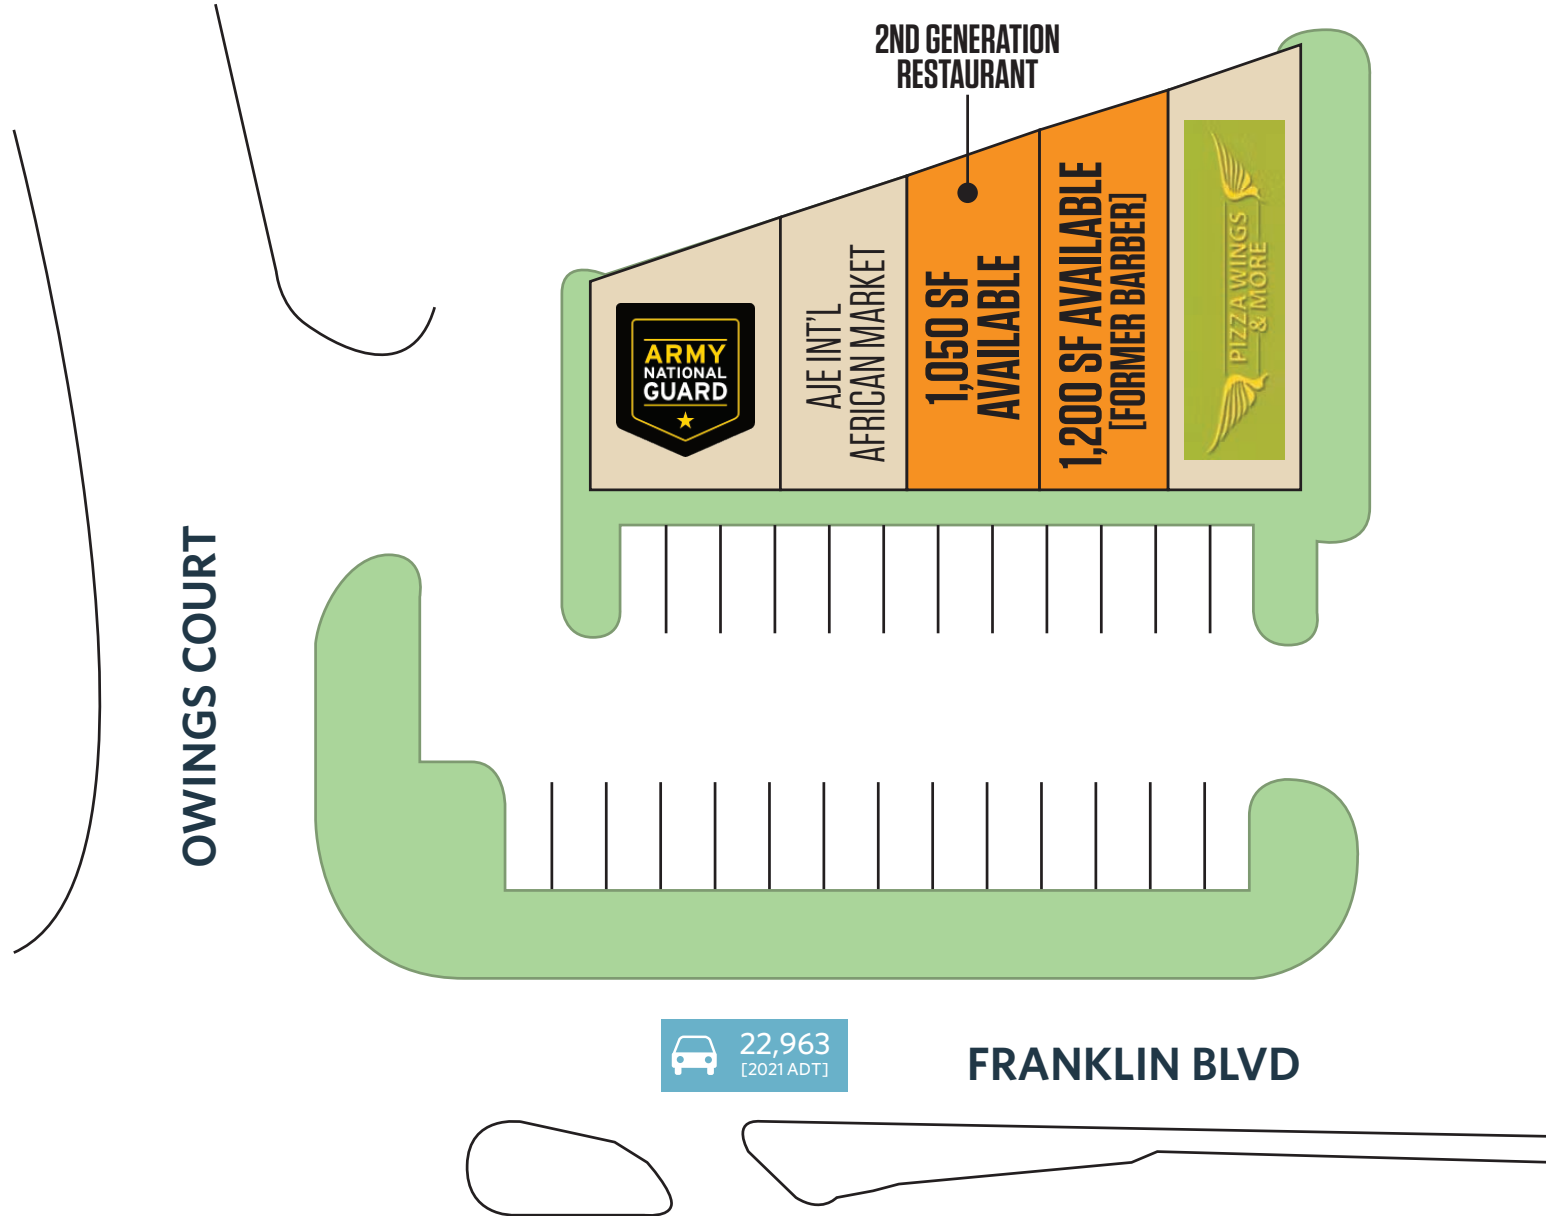 2ND GENERATION
RESTAURANT
ARMY
NATIONAL
GUARD
AJE INT'L
AFRICAN MARKET
1,050 SF
AVAILABLE
1,200 SF AVAILABLE
[FORMER BARBER]
PIZZA WINGS
& MORE
OWINGS COURT
22,963
[2021 ADT]
FRANKLIN BLVD